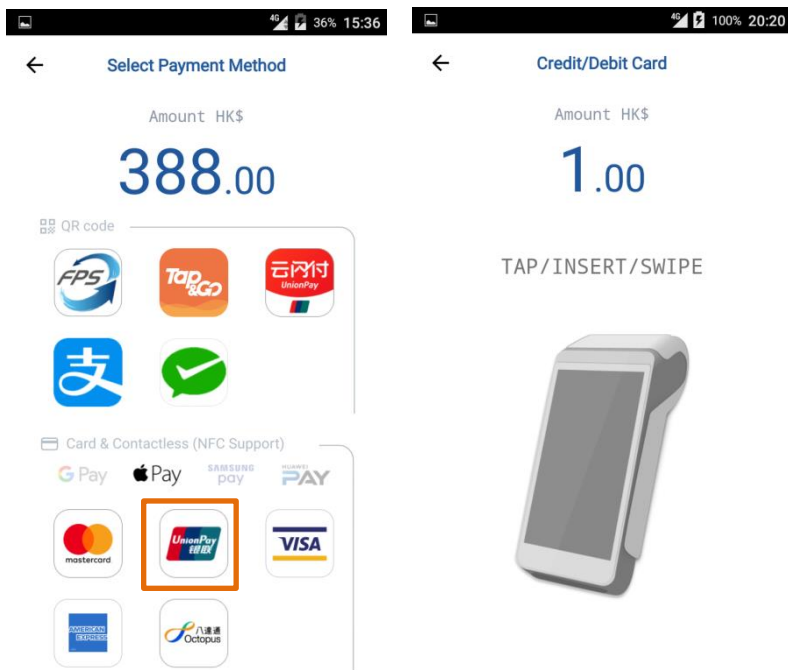 4G 36% 15:36
Select Payment Method
Amount HK$
388.00
QR code
FPS
Tap & Go
云闪付
UnionPay
支
Card & Contactless (NFC Support)
G Pay
Pay
SAMSUNG
pay
HUAWEI
PAY
mastercard
UnionPay
银联
VISA
AMERICAN
EXPRESS
八達通
Octopus
4G 100% 20:20
Credit/Debit Card
Amount HK$
1.00
TAP/INSERT/SWIPE